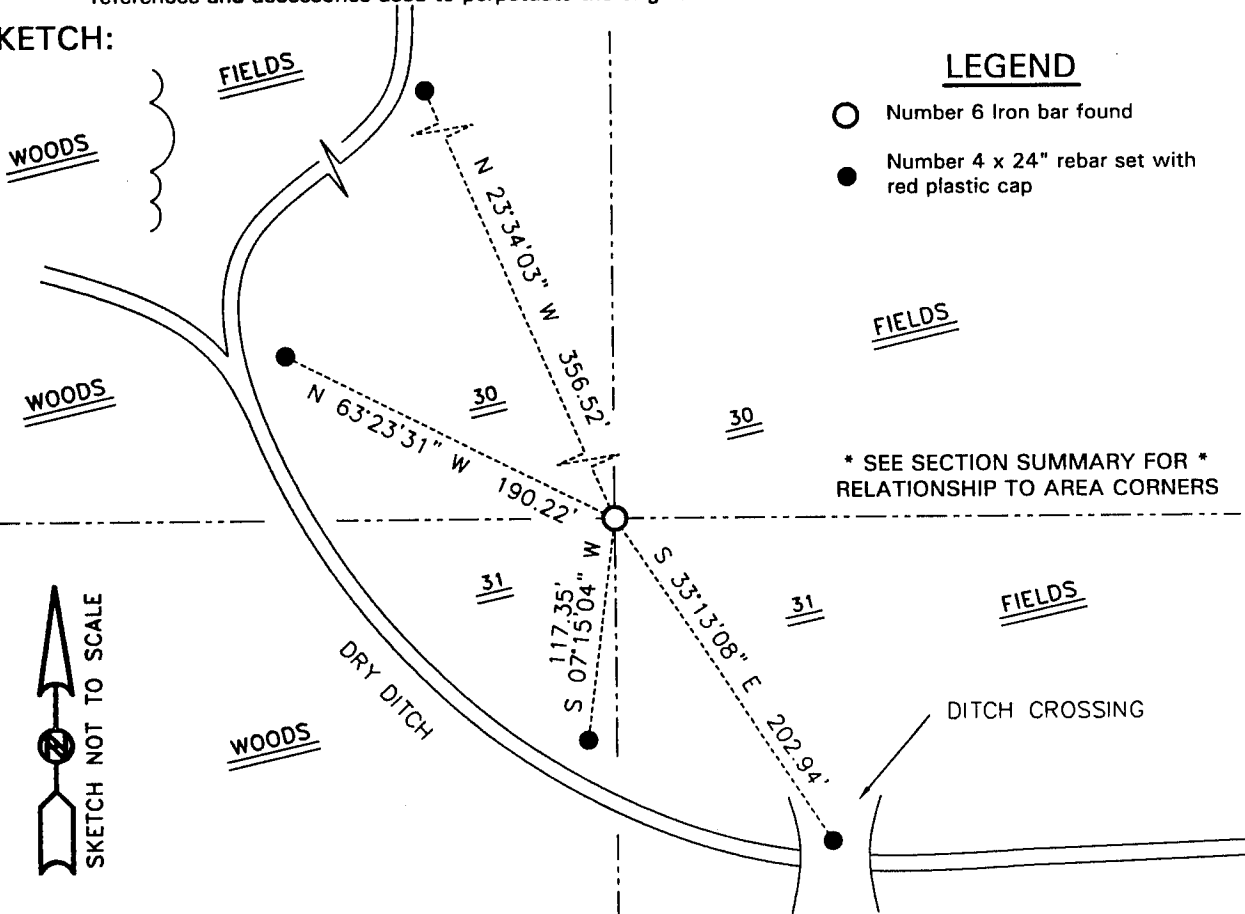 KETCH:
FIELDS
WOODS
LEGEND
Number 6 Iron bar found
Number 4 x 24" rebar set with
red plastic cap
N 23°34'03" W 356.52'
FIELDS
WOODS
N 63°23'31" W 190.22'
30
30
* SEE SECTION SUMMARY FOR *
RELATIONSHIP TO AREA CORNERS
31
117.35'
S 07°15'04" W
S 33°13'08" E 202.94'
31
FIELDS
SKETCH NOT TO SCALE
N
DRY DITCH
WOODS
DITCH CROSSING